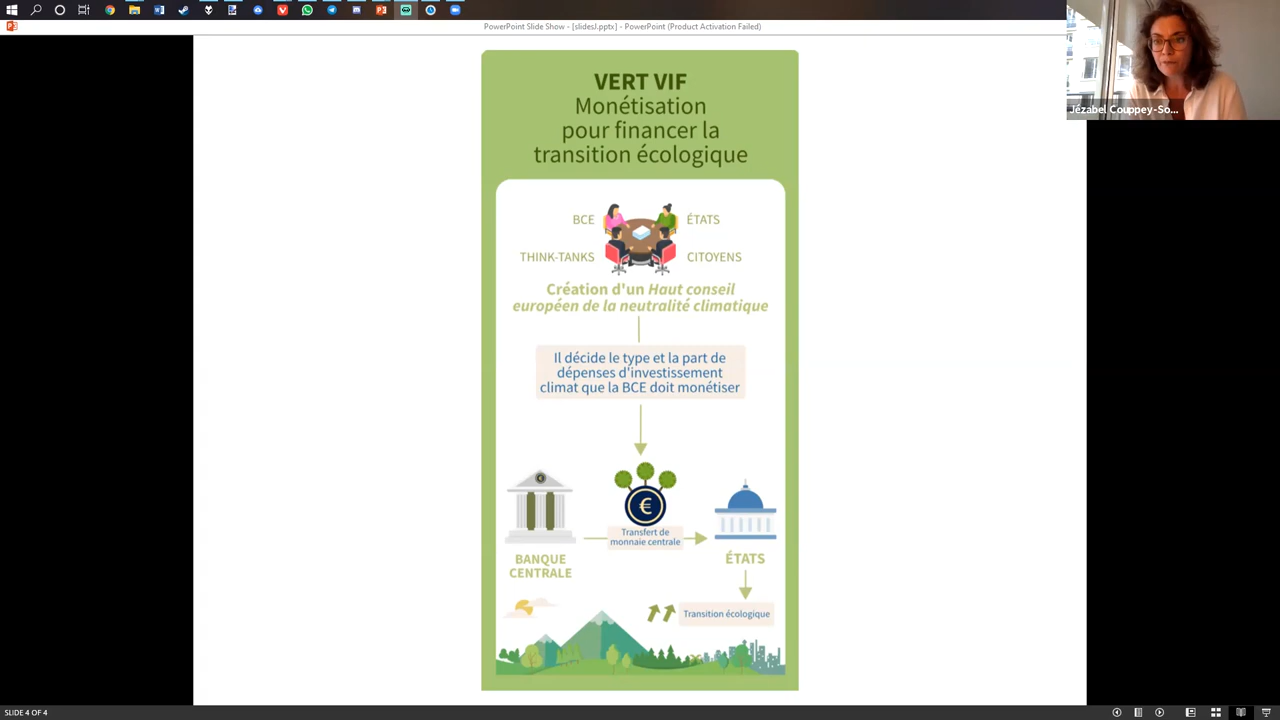 PowerPoint Slide Show - [slidesJ.pptx] - PowerPoint (Product Activation Failed)
Jézabel Couppey-So...
VERT VIF
Monétisation
pour financer la
transition écologique
BCE
ÉTATS
THINK-TANKS
CITOYENS
Création d'un Haut conseil
européen de la neutralité climatique
Il décide le type et la part de
dépenses d'investissement
climat que la BCE doit monétiser
€
€
Transfert de
monnaie centrale
BANQUE
CENTRALE
ÉTATS
Transition écologique
SLIDE 4 OF 4